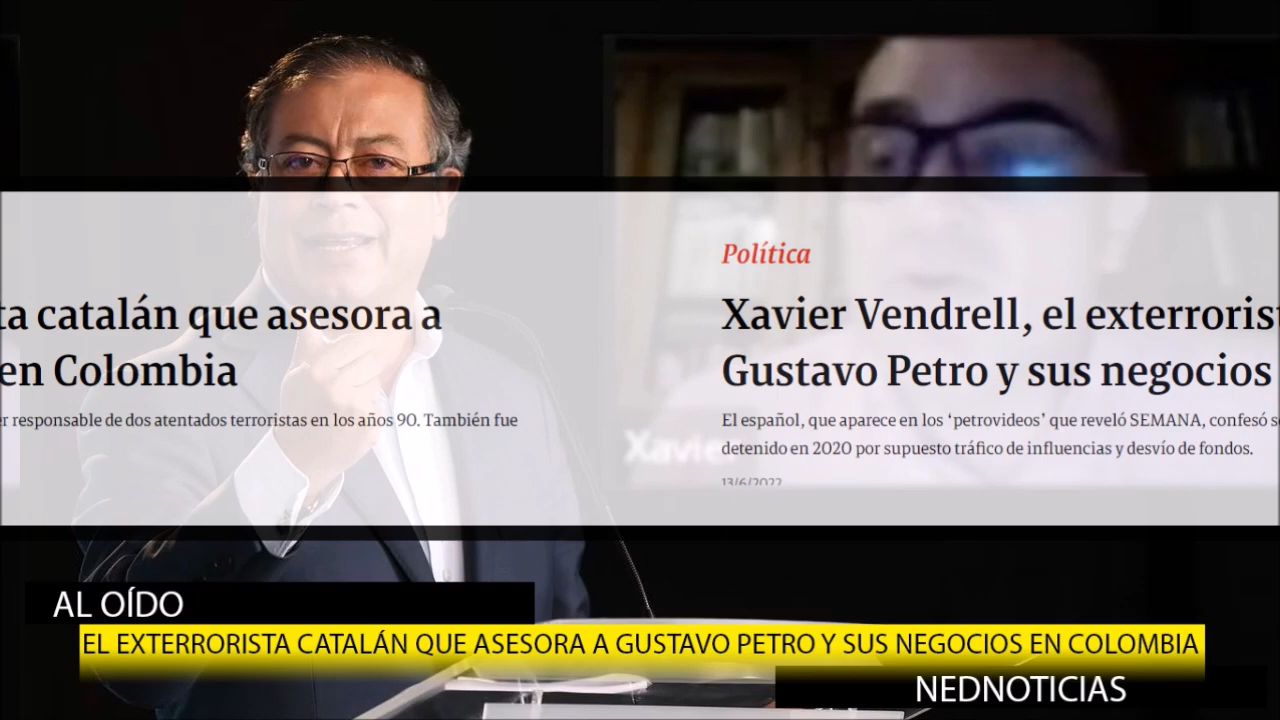 Política
ta catalán que asesora a
en Colombia
er responsable de dos atentados terroristas en los años 90. También fue
Xavier Vendrell, el exterroris
Gustavo Petro y sus negocios
El español, que aparece en los ‘petrovideos’ que reveló SEMANA, confesó s
detenido en 2020 por supuesto tráfico de influencias y desvío de fondos.
13/6/2022
Xavie
AL OÍDO
EL EXTERRORISTA CATALÁN QUE ASESORA A GUSTAVO PETRO Y SUS NEGOCIOS EN COLOMBIA
NEDNOTICIAS